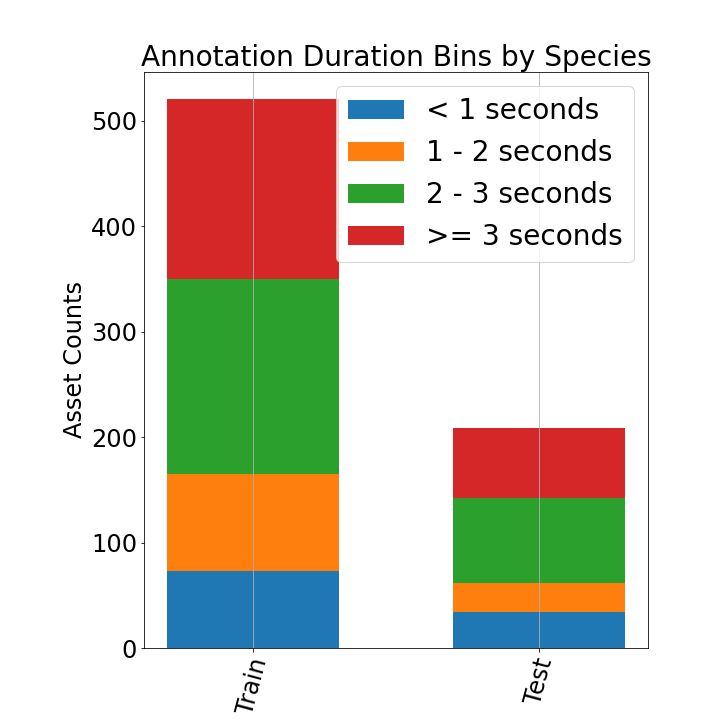 Annotation Duration Bins by Species
< 1 seconds
1 - 2 seconds
2 - 3 seconds
>= 3 seconds
Asset Counts
500
400
300
200
100
0
Train
Test